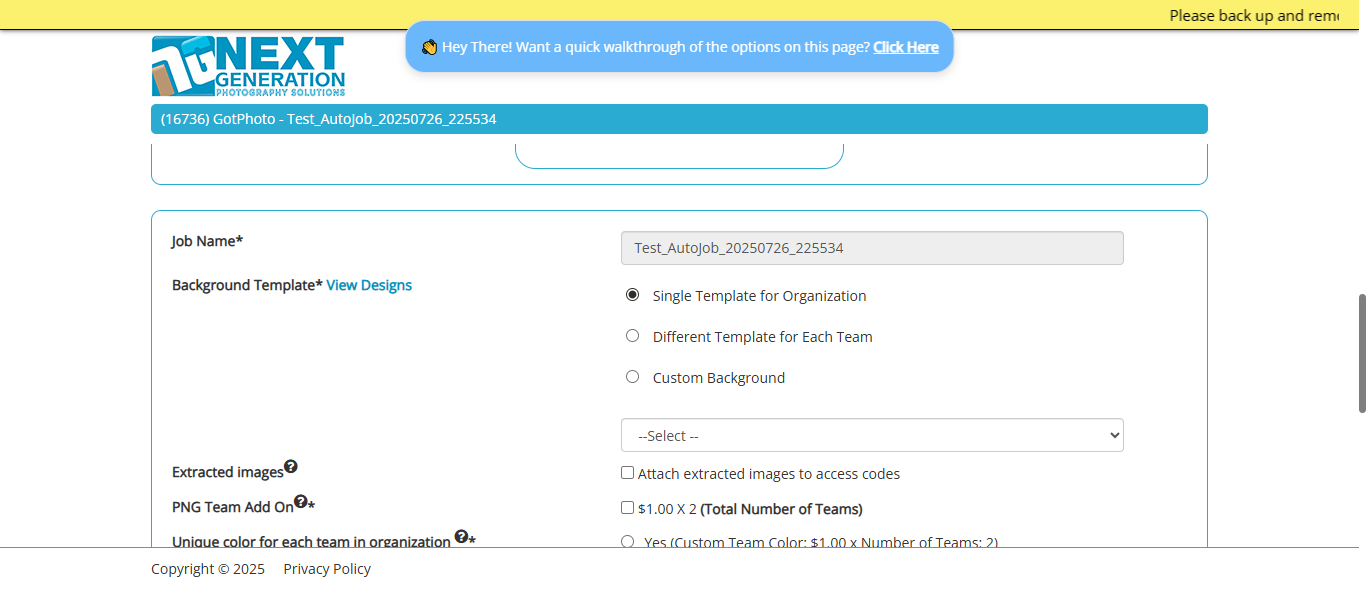 Please back up and
👋 Hey There! Want a quick walkthrough of the options on this page? Click Here
NEXT
GENERATION
PHOTOGRAPHY SOLUTIONS
(16736) GotPhoto - Test_AutoJob_20250726_225534
Job Name*
Test_AutoJob_20250726_225534
Background Template* View Designs
Single Template for Organization
Different Template for Each Team
Custom Background
--Select --
Extracted images?
Attach extracted images to access codes
PNG Team Add On?*
$1.00 X 2 (Total Number of Teams)
Unique color for each team in organization ?*
Yes (Custom Team Color: $1.00 x Number of Teams: 2)
Copyright © 2025 Privacy Policy